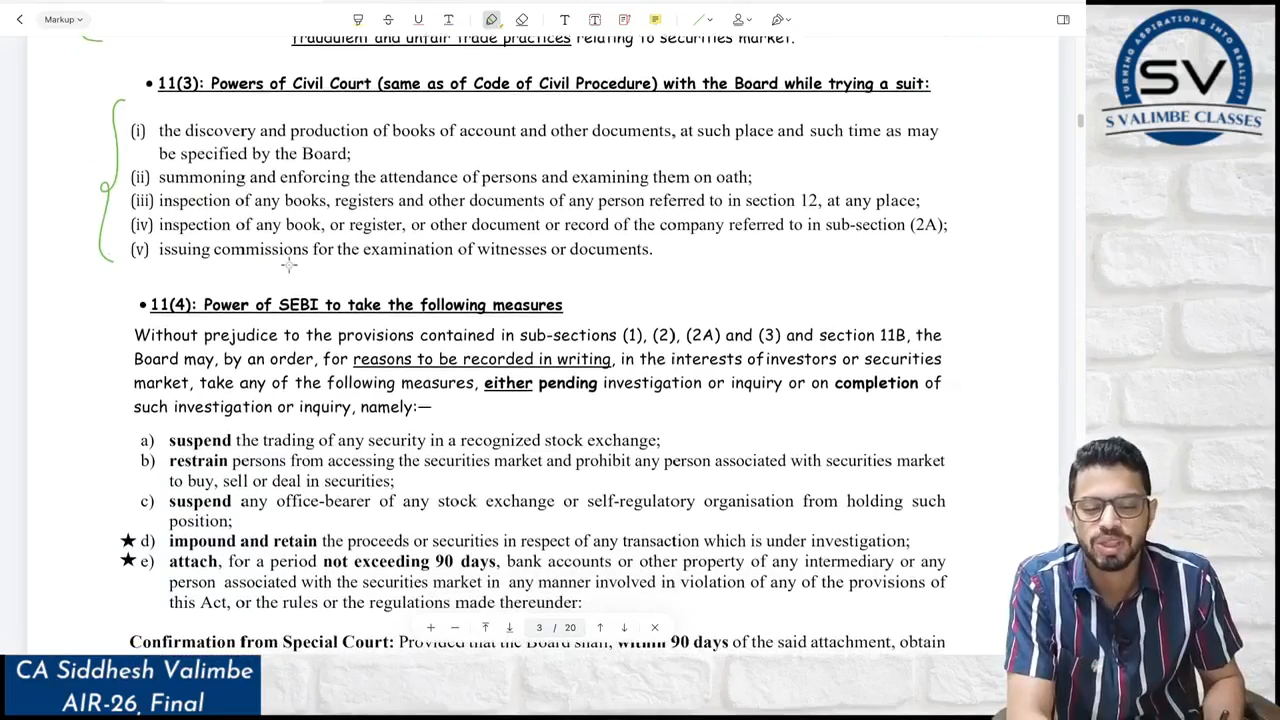 Markup
fraudulent and unfair trade practices relating to securities market.
• 11(3): Powers of Civil Court (same as of Code of Civil Procedure) with the Board while trying a suit:
(i) the discovery and production of books of account and other documents, at such place and such time as may
be specified by the Board;
(ii) summoning and enforcing the attendance of persons and examining them on oath;
(iii) inspection of any books, registers and other documents of any person referred to in section 12, at any place;
(iv) inspection of any book, or register, or other document or record of the company referred to in sub-section (2A);
(v) issuing commissions for the examination of witnesses or documents.
• 11(4): Power of SEBI to take the following measures
Without prejudice to the provisions contained in sub-sections (1), (2), (2A) and (3) and section 11B, the
Board may, by an order, for reasons to be recorded in writing, in the interests of investors or securities
market, take any of the following measures, either pending investigation or inquiry or on completion of
such investigation or inquiry, namely:—
a) suspend the trading of any security in a recognized stock exchange;
b) restrain persons from accessing the securities market and prohibit any person associated with securities market
to buy, sell or deal in securities;
c) suspend any office-bearer of any stock exchange or self-regulatory organisation from holding such
position;
★ d) impound and retain the proceeds or securities in respect of any transaction which is under investigation;
★ e) attach, for a period not exceeding 90 days, bank accounts or other property of any intermediary or any
person associated with the securities market in any manner involved in violation of any of the provisions of
this Act, or the rules or the regulations made thereunder:
3 / 20
Confirmation from Special Court: Provided that the Board shall, within 90 days of the said attachment, obtain
TURNING ASPIRATIONS INTO REALITY!
SV
S VALIMBE CLASSES
CA Siddhesh Valimbe
AIR-26, Final